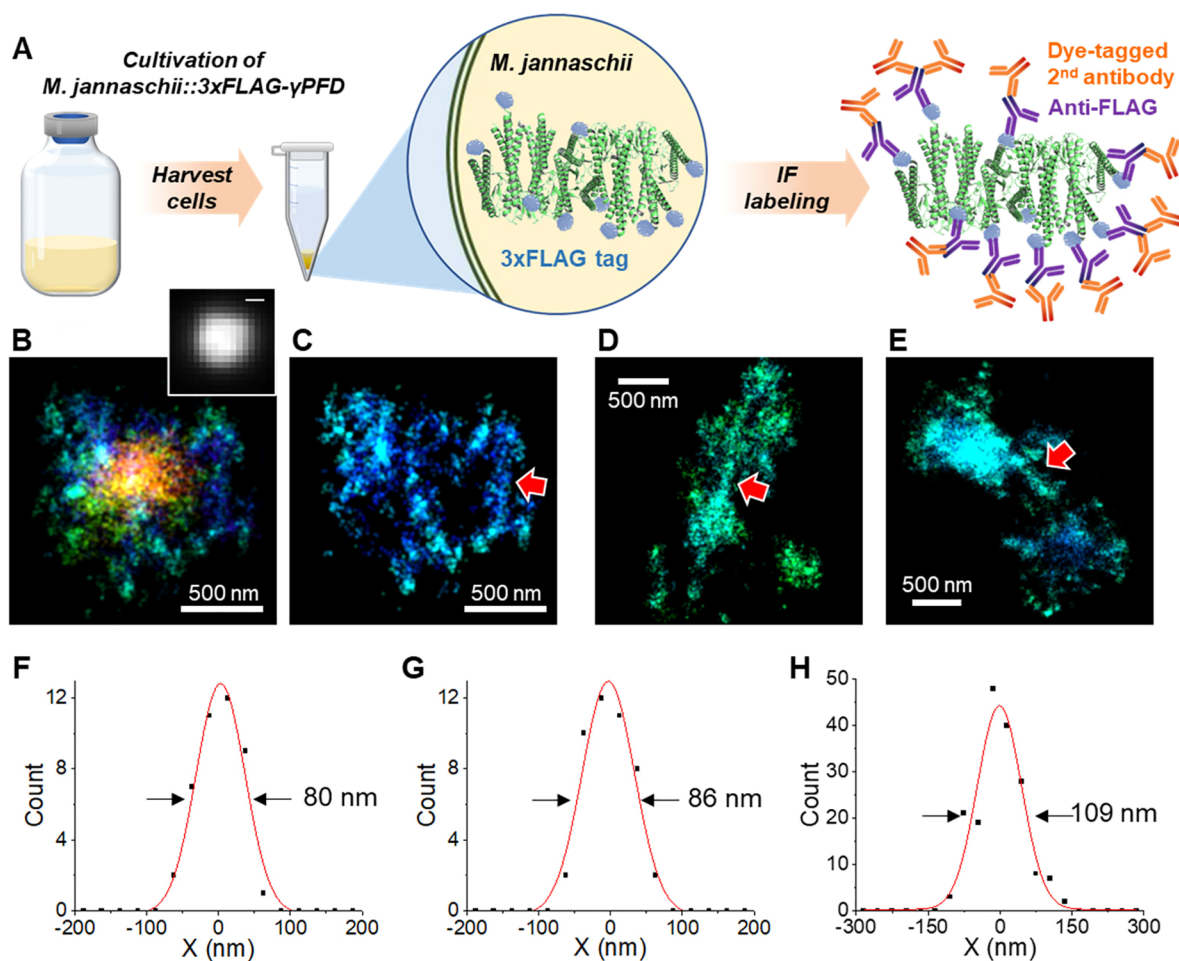 A
Cultivation of
M. jannaschii::3xFLAG-γPFD
Harvest
cells
M. jannaschii
3xFLAG tag
IF
labeling
Dye-tagged
2nd antibody
Anti-FLAG
B
500 nm
C
500 nm
D
500 nm
E
500 nm
F
12
8
4
0
Count
80 nm
-200
-100
0
100
200
X (nm)
G
12
8
4
0
Count
86 nm
-200
-100
0
100
200
X (nm)
H
50
40
30
20
10
0
Count
109 nm
-300
-150
0
150
300
X (nm)